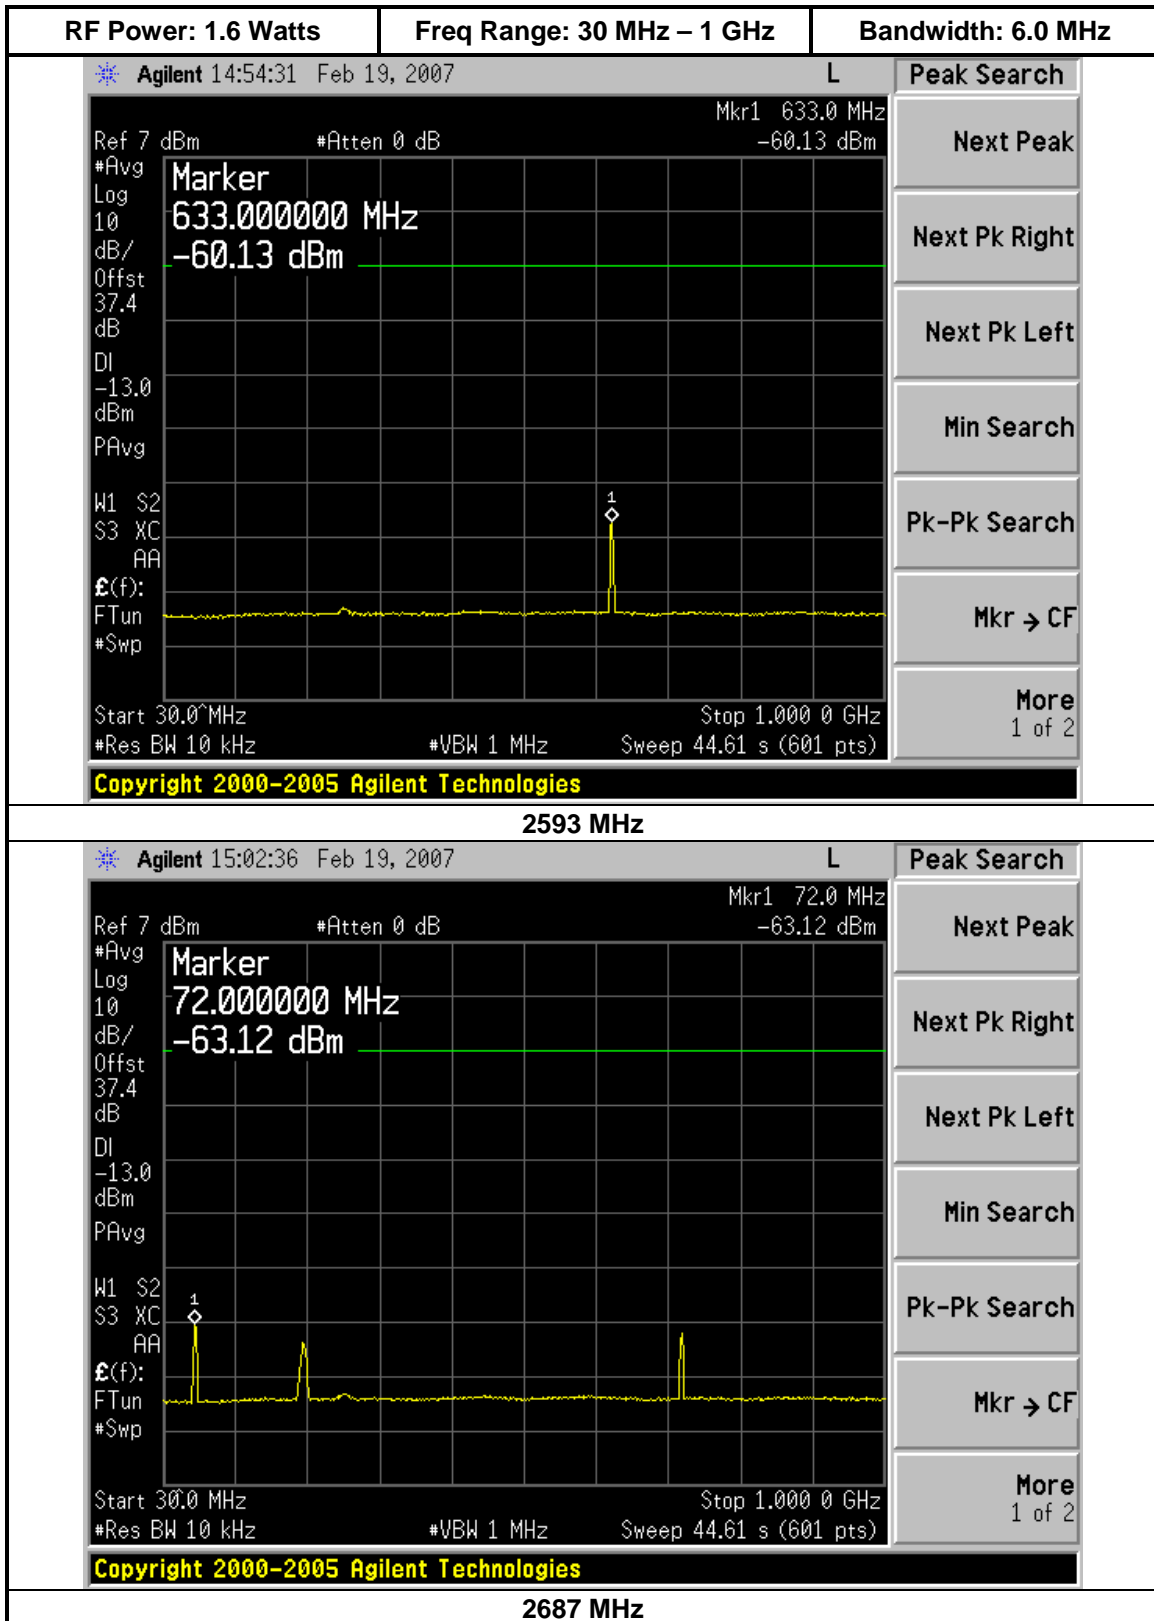 RF Power: 1.6 Watts Freq Range: 30 MHz – 1 GHz Bandwidth: 6.0 MHz
Agilent 14:54:31 Feb 19, 2007 L Peak Search
Mkr1 633.0 MHz
Ref 7 dBm #Atten 0 dB -60.13 dBm
Next Peak
#Avg
Log
10
dB/
Offst
37.4
dB
DI
-13.0
dBm
PAvg
W1 S2
S3 XC
AA
£(f):
FTun
#Swp
Marker
633.000000 MHz
-60.13 dBm
1
Next Pk Right
Next Pk Left
Min Search
Pk-Pk Search
Mkr → CF
More
1 of 2
Start 30.0 MHz Stop 1.000 0 GHz
#Res BW 10 kHz #VBW 1 MHz Sweep 44.61 s (601 pts)
Copyright 2000-2005 Agilent Technologies
2593 MHz
Agilent 15:02:36 Feb 19, 2007 L Peak Search
Mkr1 72.0 MHz
Ref 7 dBm #Atten 0 dB -63.12 dBm
Next Peak
#Avg
Log
10
dB/
Offst
37.4
dB
DI
-13.0
dBm
PAvg
W1 S2
S3 XC
AA
£(f):
FTun
#Swp
Marker
72.000000 MHz
-63.12 dBm
1
Next Pk Right
Next Pk Left
Min Search
Pk-Pk Search
Mkr → CF
More
1 of 2
Start 30.0 MHz Stop 1.000 0 GHz
#Res BW 10 kHz #VBW 1 MHz Sweep 44.61 s (601 pts)
Copyright 2000-2005 Agilent Technologies
2687 MHz